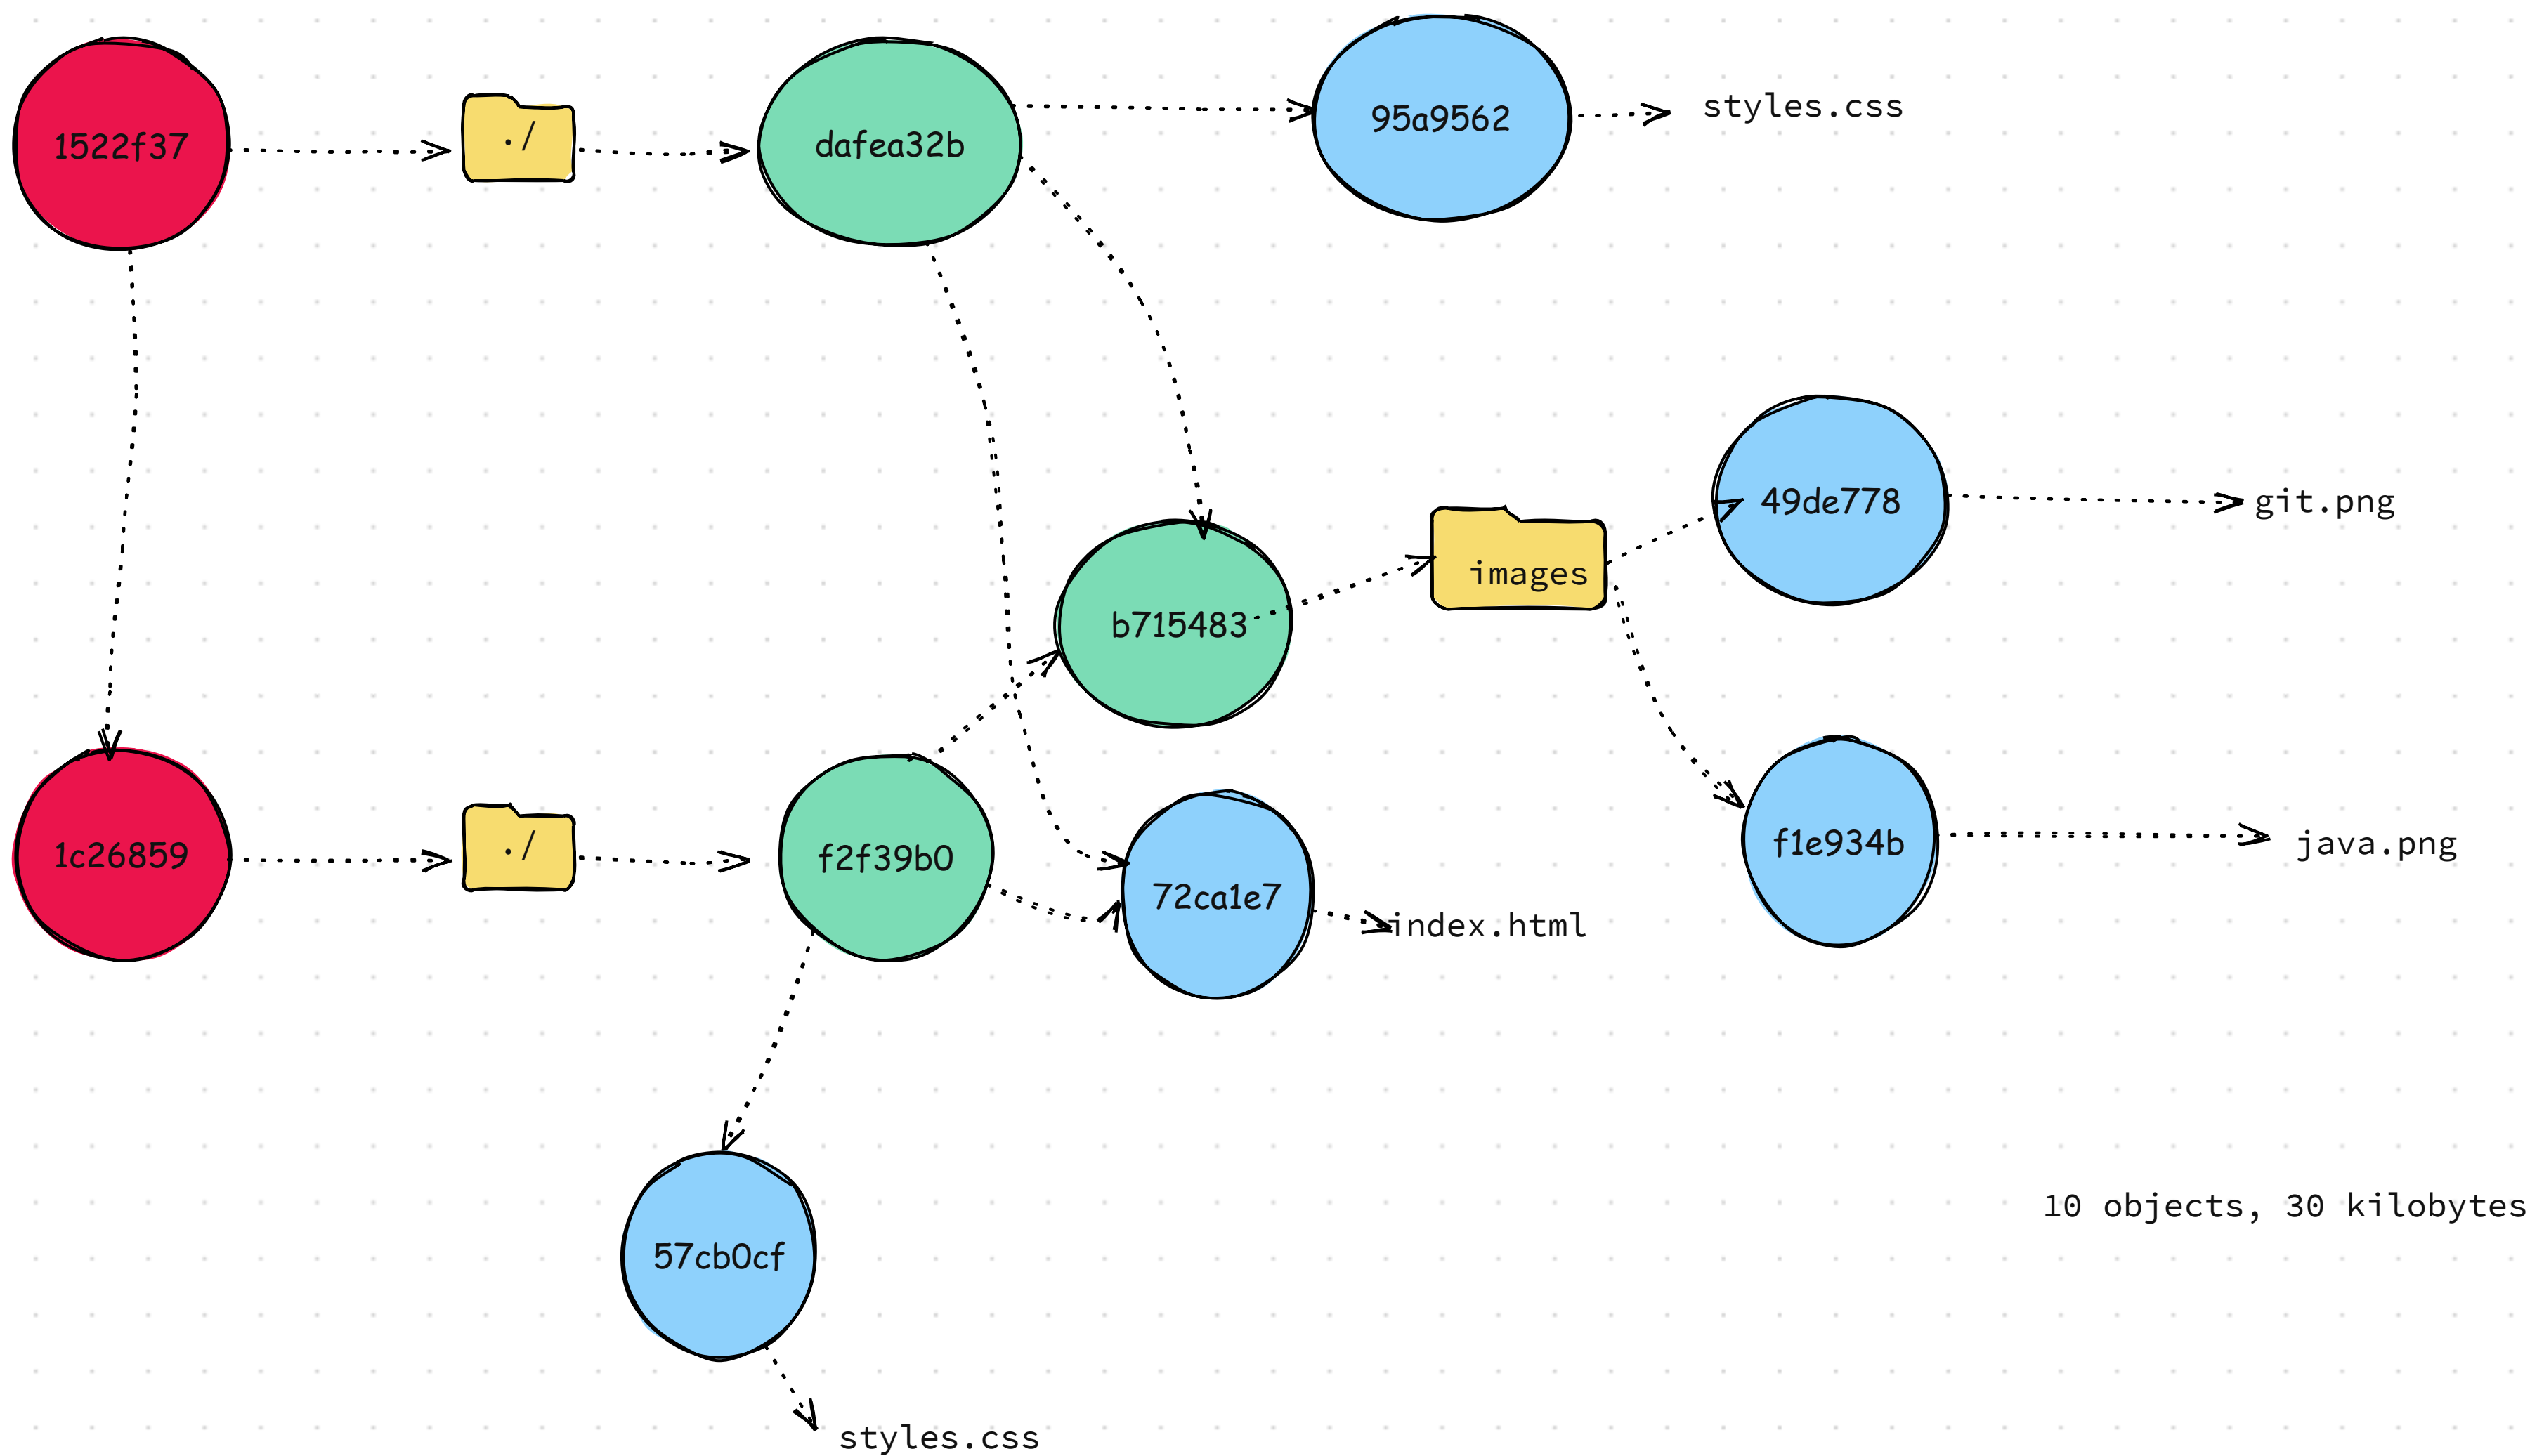 1522f37
./
dafea32b
95a9562
styles.css
49de778
git.png
images
b715483
1c26859
./
f2f39b0
72ca1e7
index.html
f1e934b
java.png
10 objects, 30 kilobytes
57cb0cf
styles.css